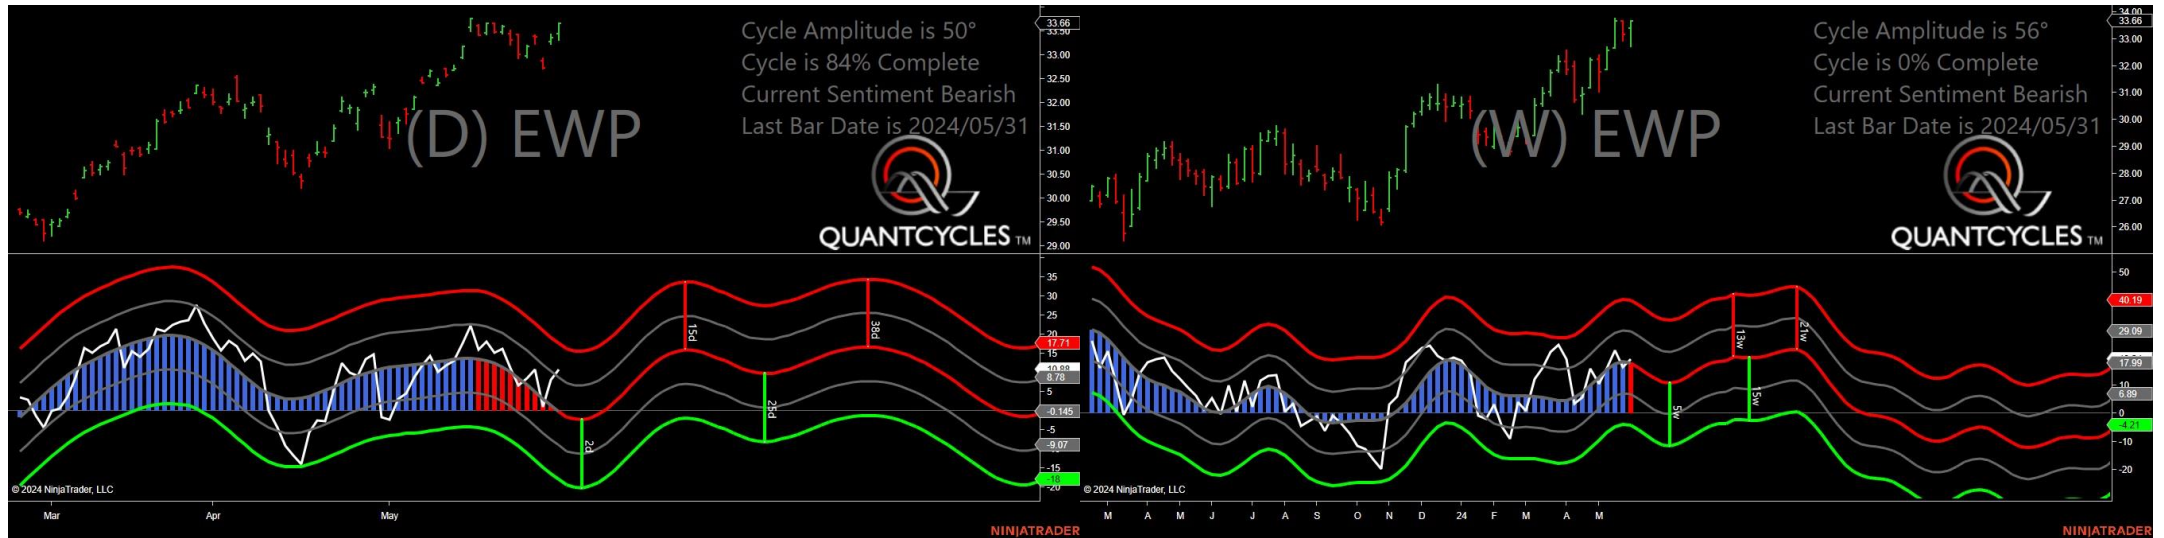 Cycle Amplitude is 50°
Cycle is 84% Complete
Current Sentiment Bearish
Last Bar Date is 2024/05/31
(D) EWP
QUANTCYCLES TM
33.66
33.50
33.00
32.50
32.00
31.50
31.00
30.50
30.00
29.50
29.00
35
30
25
20
17.71
15
10.88
8.78
5
-0.145
-5
-9.07
-15
-18
-20
15d
38d
25d
2d
© 2024 NinjaTrader, LLC
Mar
Apr
May
NINJATRADER
Cycle Amplitude is 56°
Cycle is 0% Complete
Current Sentiment Bearish
Last Bar Date is 2024/05/31
(W) EWP
QUANTCYCLES TM
34.00
33.66
33.00
32.00
31.00
30.00
29.00
28.00
27.00
26.00
50
40.19
29.09
17.99
10
6.89
0
-4.21
-10
-20
13w
21w
5w
15w
© 2024 NinjaTrader, LLC
M A M J J A S O N D 24 F M A M
NINJATRADER